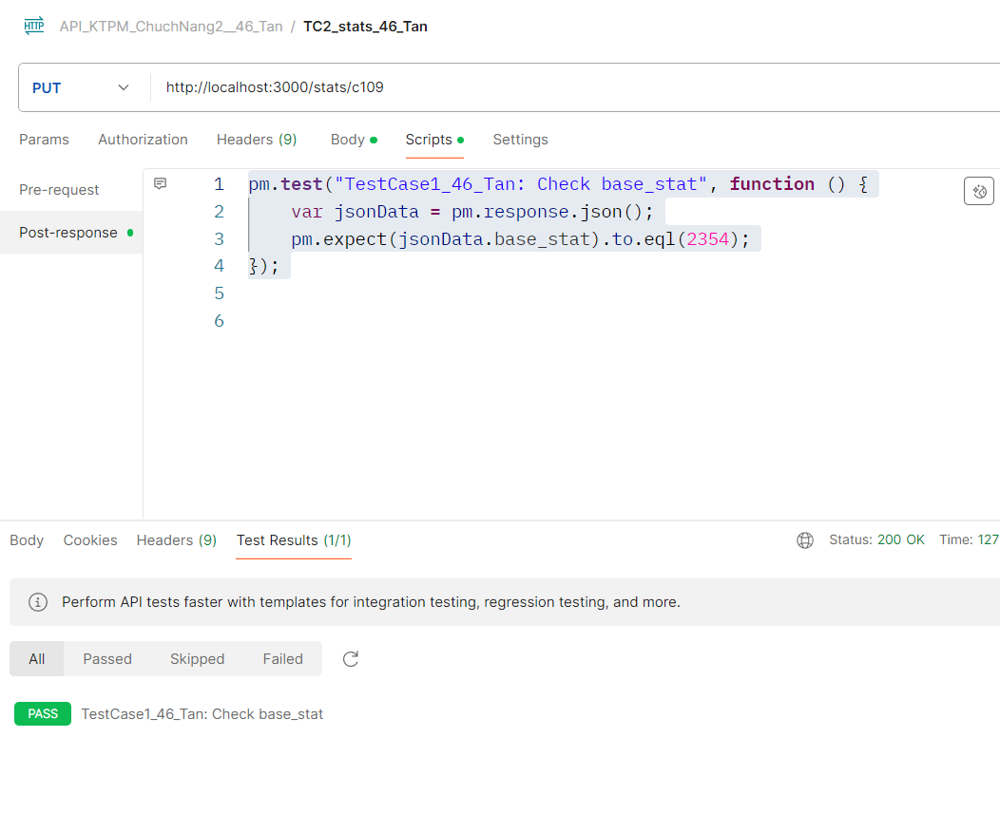 HTTP API_KTPM_ChuchNang2__46_Tan / TC2_stats_46_Tan
PUT http://localhost:3000/stats/c109
Params Authorization Headers (9) Body Scripts Settings
Pre-request
Post-response
1 pm.test("TestCase1_46_Tan: Check base_stat", function () {
2 var jsonData = pm.response.json();
3 pm.expect(jsonData.base_stat).to.eql(2354);
4 });
5
6
Body Cookies Headers (9) Test Results (1/1) Status: 200 OK Time: 127
Perform API tests faster with templates for integration testing, regression testing, and more.
All Passed Skipped Failed
PASS TestCase1_46_Tan: Check base_stat